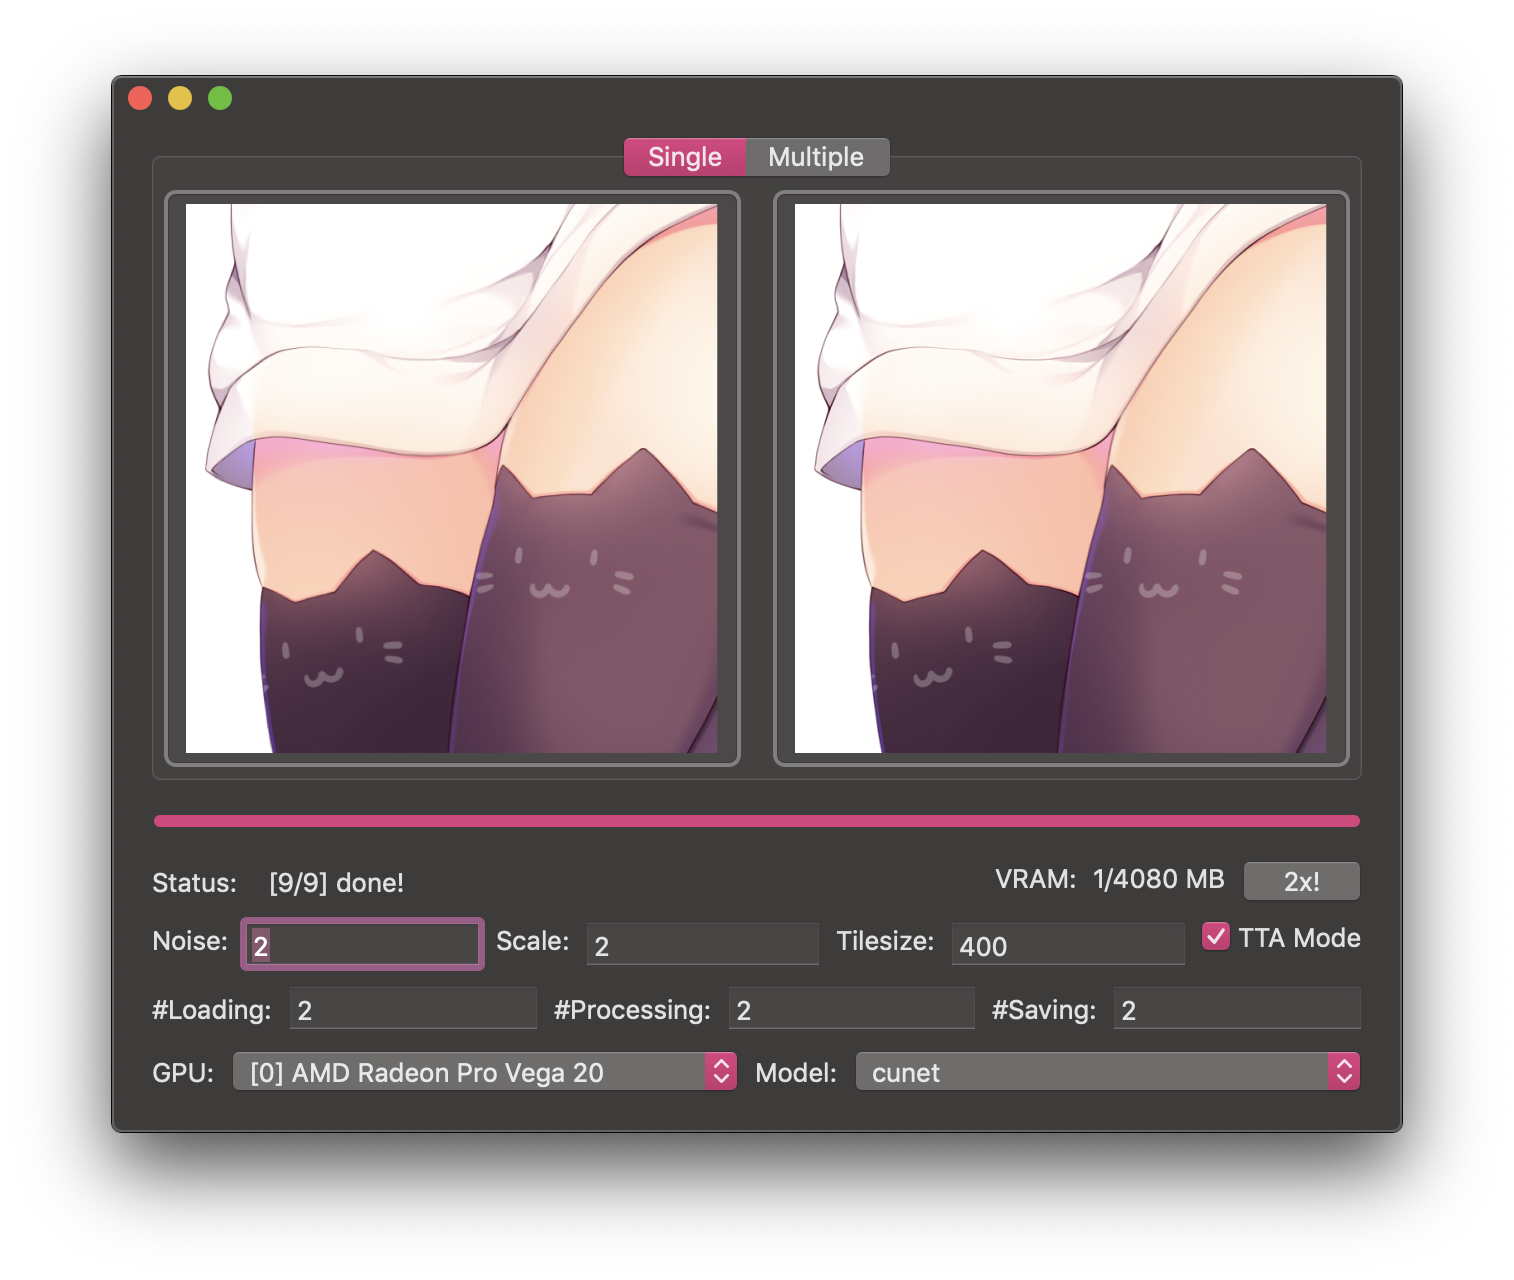 Single Multiple
Status: [9/9] done! VRAM: 1/4080 MB 2x!
Noise: 2 Scale: 2 Tilesize: 400 TTA Mode
#Loading: 2 #Processing: 2 #Saving: 2
GPU: [0] AMD Radeon Pro Vega 20 Model: cunet